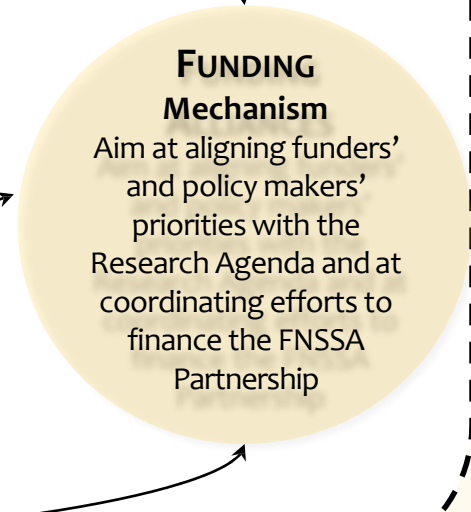 FUNDING
Mechanism
Aim at aligning funders'
and policy makers'
priorities with the
Research Agenda and at
coordinating efforts to
finance the FNSSA
Partnership